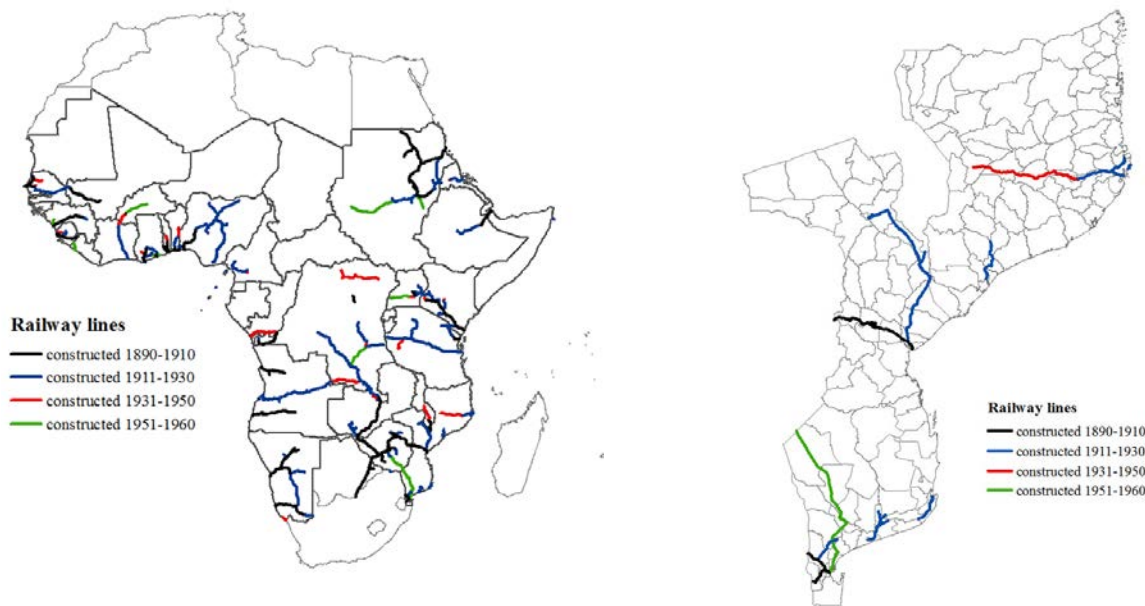 Railway lines
constructed 1890-1910
constructed 1911-1930
constructed 1931-1950
constructed 1951-1960
Railway lines
constructed 1890-1910
constructed 1911-1930
constructed 1931-1950
constructed 1951-1960